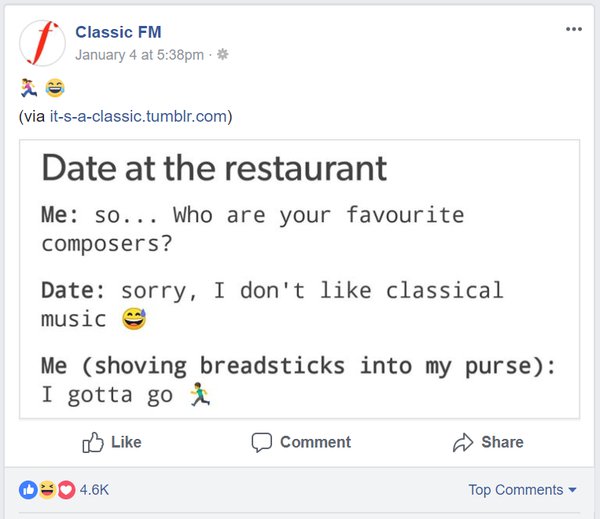 Classic FM
January 4 at 5:38pm ·
🏃‍♀️ 😂
(via it-s-a-classic.tumblr.com)
Date at the restaurant
Me: so... Who are your favourite
composers?
Date: sorry, I don't like classical
music 😅
Me (shoving breadsticks into my purse):
I gotta go 🏃‍♂️
Like Comment Share
4.6K Top Comments